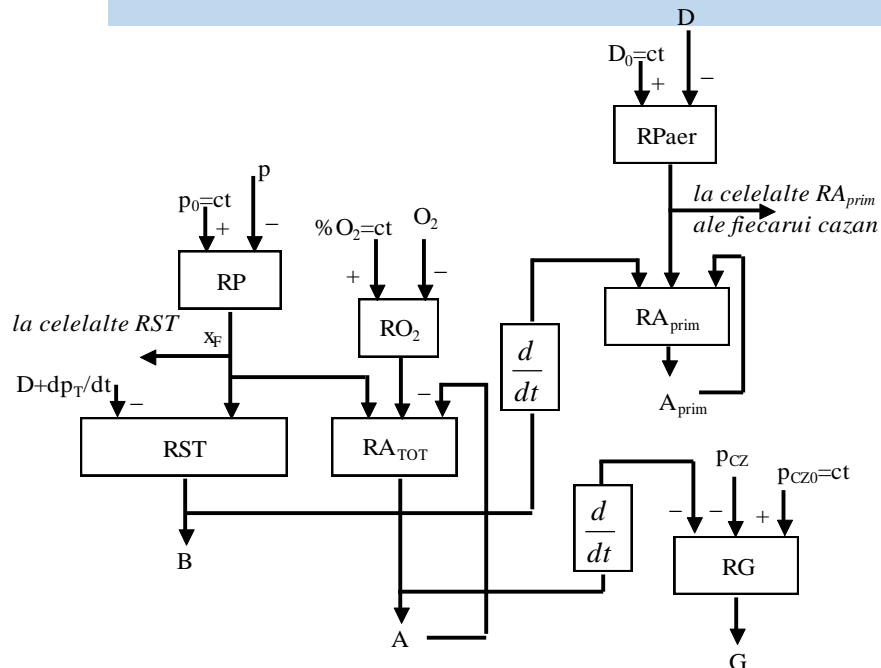 D
D₀=ct
+
−
RPaer
la celelalte RAprim
ale fiecarui cazan
p
p₀=ct
+
−
RP
%O₂=ct
O₂
+
−
RO₂
RAprim
Aprim
la celelalte RST
xF
d
dt
D+dpT/dt
−
−
RST
RATOT
pCZ
pCZ0=ct
−
−
+
d
dt
RG
B
A
G